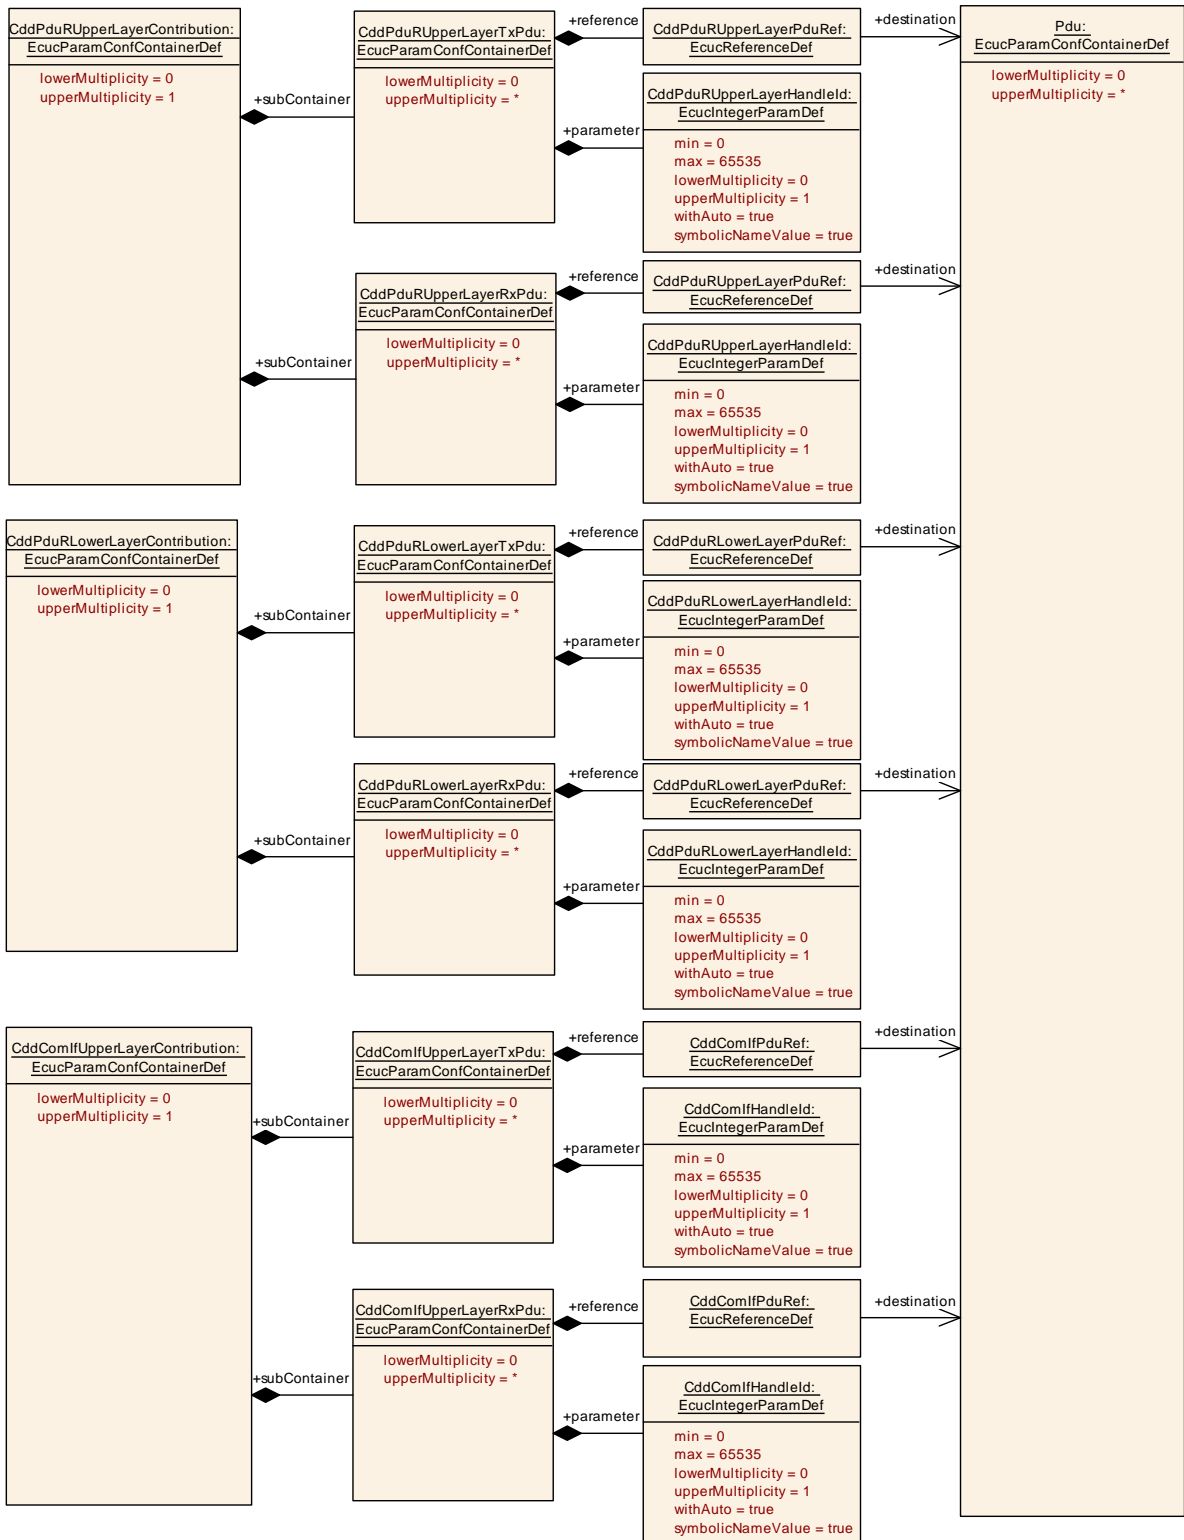 CddPduRUpperLayerContribution:
EcucParamConfContainerDef
lowerMultiplicity = 0
upperMultiplicity = 1
+subContainer
CddPduRUpperLayerTxPdu:
EcucParamConfContainerDef
lowerMultiplicity = 0
upperMultiplicity = *
+reference
CddPduRUpperLayerPduRef:
EcucReferenceDef
+destination
Pdu:
EcucParamConfContainerDef
lowerMultiplicity = 0
upperMultiplicity = *
+parameter
CddPduRUpperLayerHandleId:
EcucIntegerParamDef
min = 0
max = 65535
lowerMultiplicity = 0
upperMultiplicity = 1
withAuto = true
symbolicNameValue = true
+subContainer
CddPduRUpperLayerRxPdu:
EcucParamConfContainerDef
lowerMultiplicity = 0
upperMultiplicity = *
+reference
CddPduRUpperLayerPduRef:
EcucReferenceDef
+destination
+parameter
CddPduRUpperLayerHandleId:
EcucIntegerParamDef
min = 0
max = 65535
lowerMultiplicity = 0
upperMultiplicity = 1
withAuto = true
symbolicNameValue = true
CddPduRLowerLayerContribution:
EcucParamConfContainerDef
lowerMultiplicity = 0
upperMultiplicity = 1
+subContainer
CddPduRLowerLayerTxPdu:
EcucParamConfContainerDef
lowerMultiplicity = 0
upperMultiplicity = *
+reference
CddPduRLowerLayerPduRef:
EcucReferenceDef
+destination
+parameter
CddPduRLowerLayerHandleId:
EcucIntegerParamDef
min = 0
max = 65535
lowerMultiplicity = 0
upperMultiplicity = 1
withAuto = true
symbolicNameValue = true
+subContainer
CddPduRLowerLayerRxPdu:
EcucParamConfContainerDef
lowerMultiplicity = 0
upperMultiplicity = *
+reference
CddPduRLowerLayerPduRef:
EcucReferenceDef
+destination
+parameter
CddPduRLowerLayerHandleId:
EcucIntegerParamDef
min = 0
max = 65535
lowerMultiplicity = 0
upperMultiplicity = 1
withAuto = true
symbolicNameValue = true
CddComIfUpperLayerContribution:
EcucParamConfContainerDef
lowerMultiplicity = 0
upperMultiplicity = 1
+subContainer
CddComIfUpperLayerTxPdu:
EcucParamConfContainerDef
lowerMultiplicity = 0
upperMultiplicity = *
+reference
CddComIfPduRef:
EcucReferenceDef
+destination
+parameter
CddComIfHandleId:
EcucIntegerParamDef
min = 0
max = 65535
lowerMultiplicity = 0
upperMultiplicity = 1
withAuto = true
symbolicNameValue = true
+subContainer
CddComIfUpperLayerRxPdu:
EcucParamConfContainerDef
lowerMultiplicity = 0
upperMultiplicity = *
+reference
CddComIfPduRef:
EcucReferenceDef
+destination
+parameter
CddComIfHandleId:
EcucIntegerParamDef
min = 0
max = 65535
lowerMultiplicity = 0
upperMultiplicity = 1
withAuto = true
symbolicNameValue = true